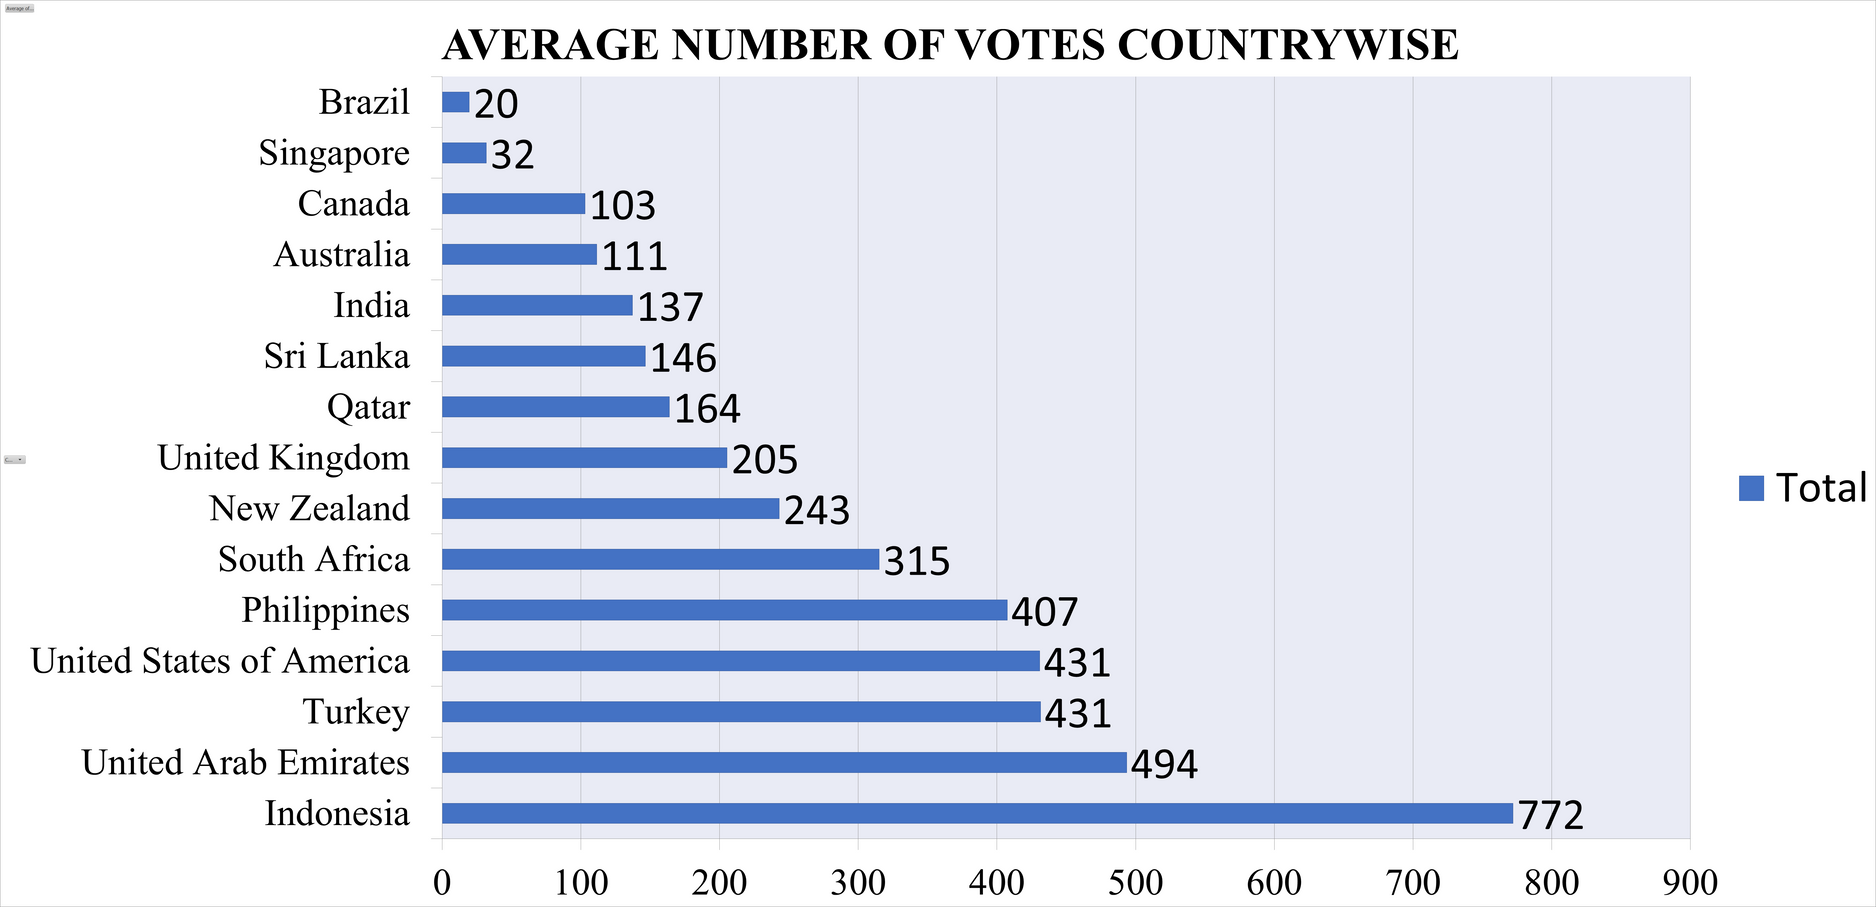 Average of...
AVERAGE NUMBER OF VOTES COUNTRYWISE
Brazil 20
Singapore 32
Canada 103
Australia 111
India 137
Sri Lanka 146
Qatar 164
United Kingdom 205
New Zealand 243
South Africa 315
Philippines 407
United States of America 431
Turkey 431
United Arab Emirates 494
Indonesia 772
0 100 200 300 400 500 600 700 800 900
Total
C...